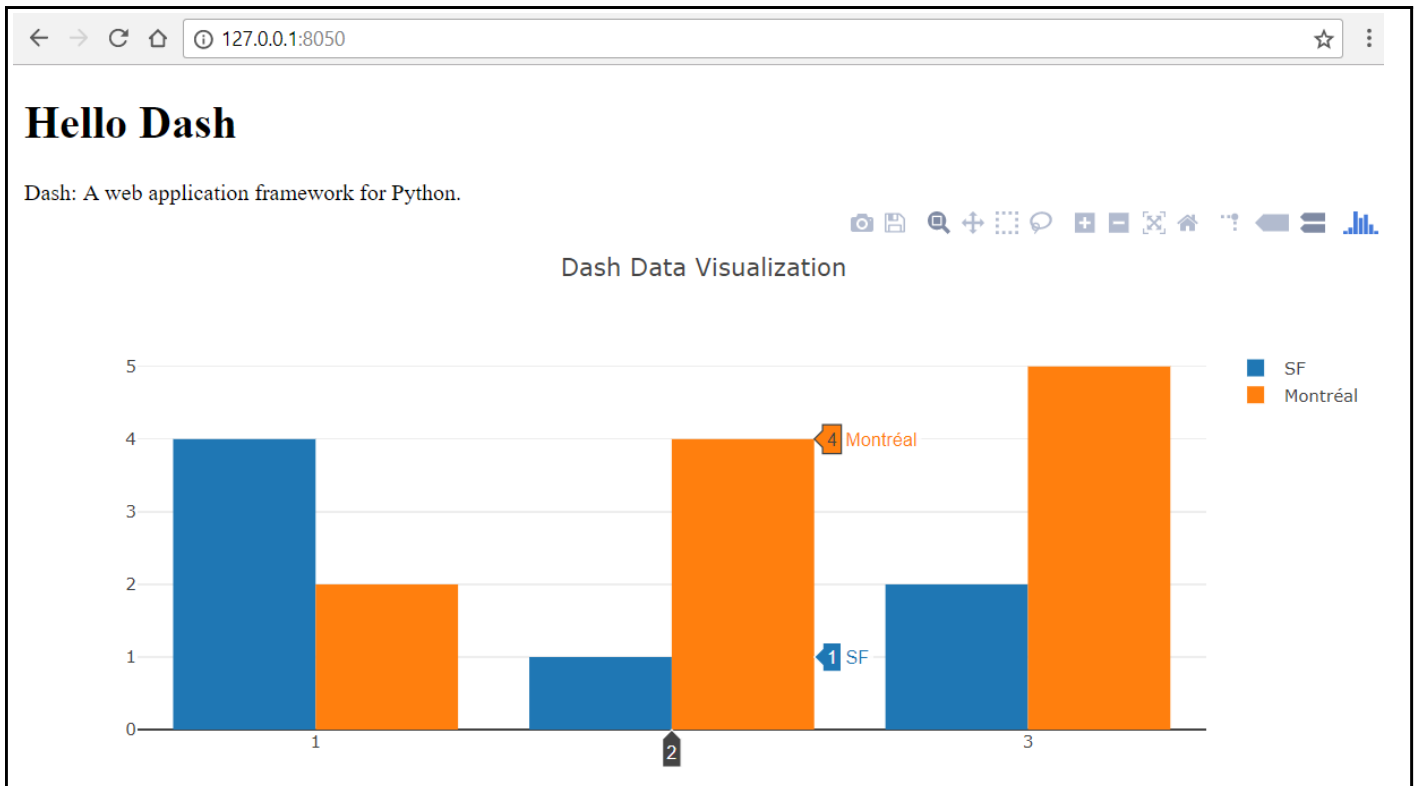 127.0.0.1:8050
Hello Dash
Dash: A web application framework for Python.
Dash Data Visualization
5
4
3
2
1
0
4 Montréal
1 SF
1
2
3
SF
Montréal